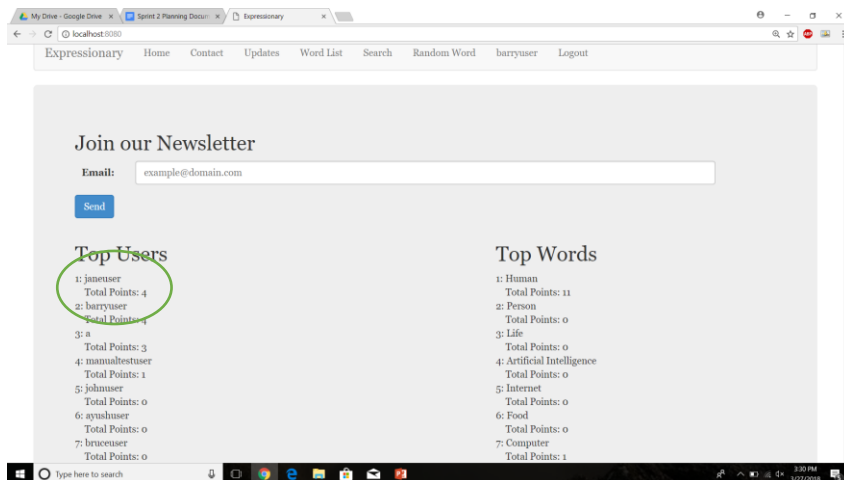 My Drive - Google Drive
Sprint 2 Planning Docum
Expressionary
localhost:8080
Expressionary Home Contact Updates Word List Search Random Word barryuser Logout
Join our Newsletter
Email: example@domain.com
Send
Top Users
1: janeuser
Total Points: 4
2: barryuser
Total Points: 4
3: a
Total Points: 3
4: manualtestuser
Total Points: 1
5: johnuser
Total Points: 0
6: ayushuser
Total Points: 0
7: bruceuser
Total Points: 0
Top Words
1: Human
Total Points: 11
2: Person
Total Points: 0
3: Life
Total Points: 0
4: Artificial Intelligence
Total Points: 0
5: Internet
Total Points: 0
6: Food
Total Points: 0
7: Computer
Total Points: 1
Type here to search
3:30 PM
3/27/2018